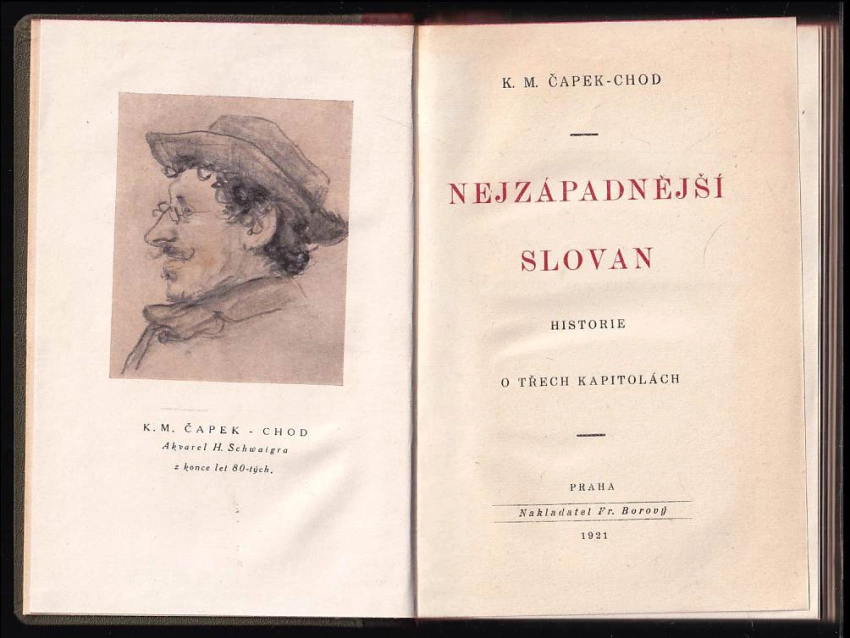 K. M. ČAPEK - CHOD
Akvarel H. Schwaigra
z konce let 80-tých.
K. M. ČAPEK-CHOD
NEJZÁPADNĚJŠÍ
SLOVAN
HISTORIE
O TŘECH KAPITOLÁCH
PRAHA
Nakladatel Fr. Borový
1921